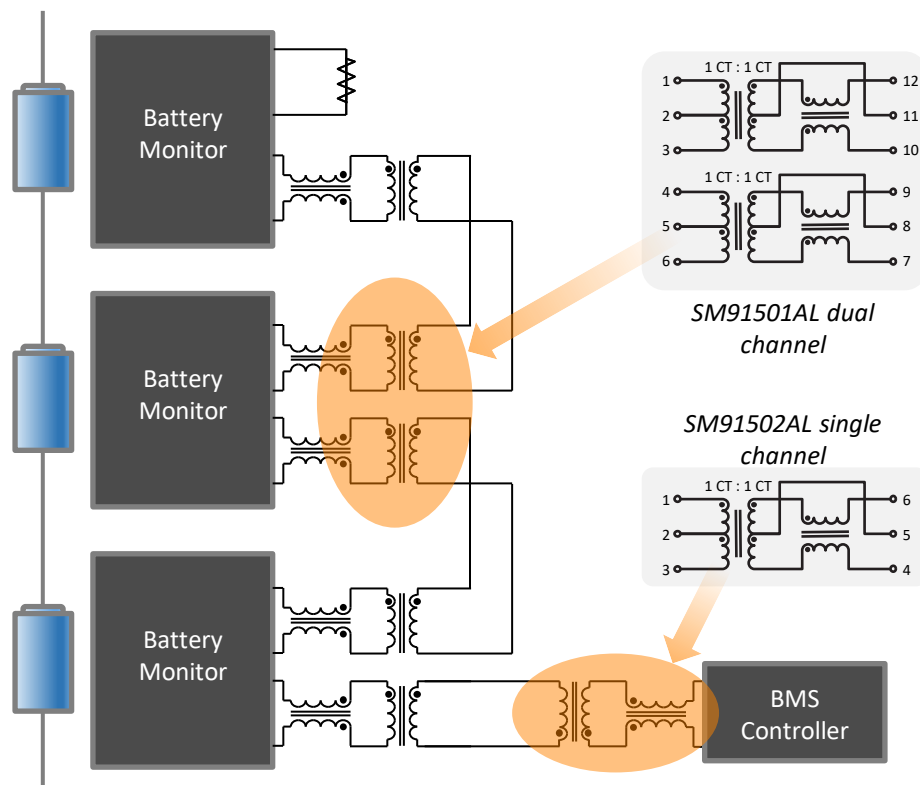 Battery
Monitor
Battery
Monitor
Battery
Monitor
1 CT : 1 CT
1
2
3
12
11
10
1 CT : 1 CT
4
5
6
9
8
7
SM91501AL dual
channel
SM91502AL single
channel
1 CT : 1 CT
1
2
3
6
5
4
BMS
Controller